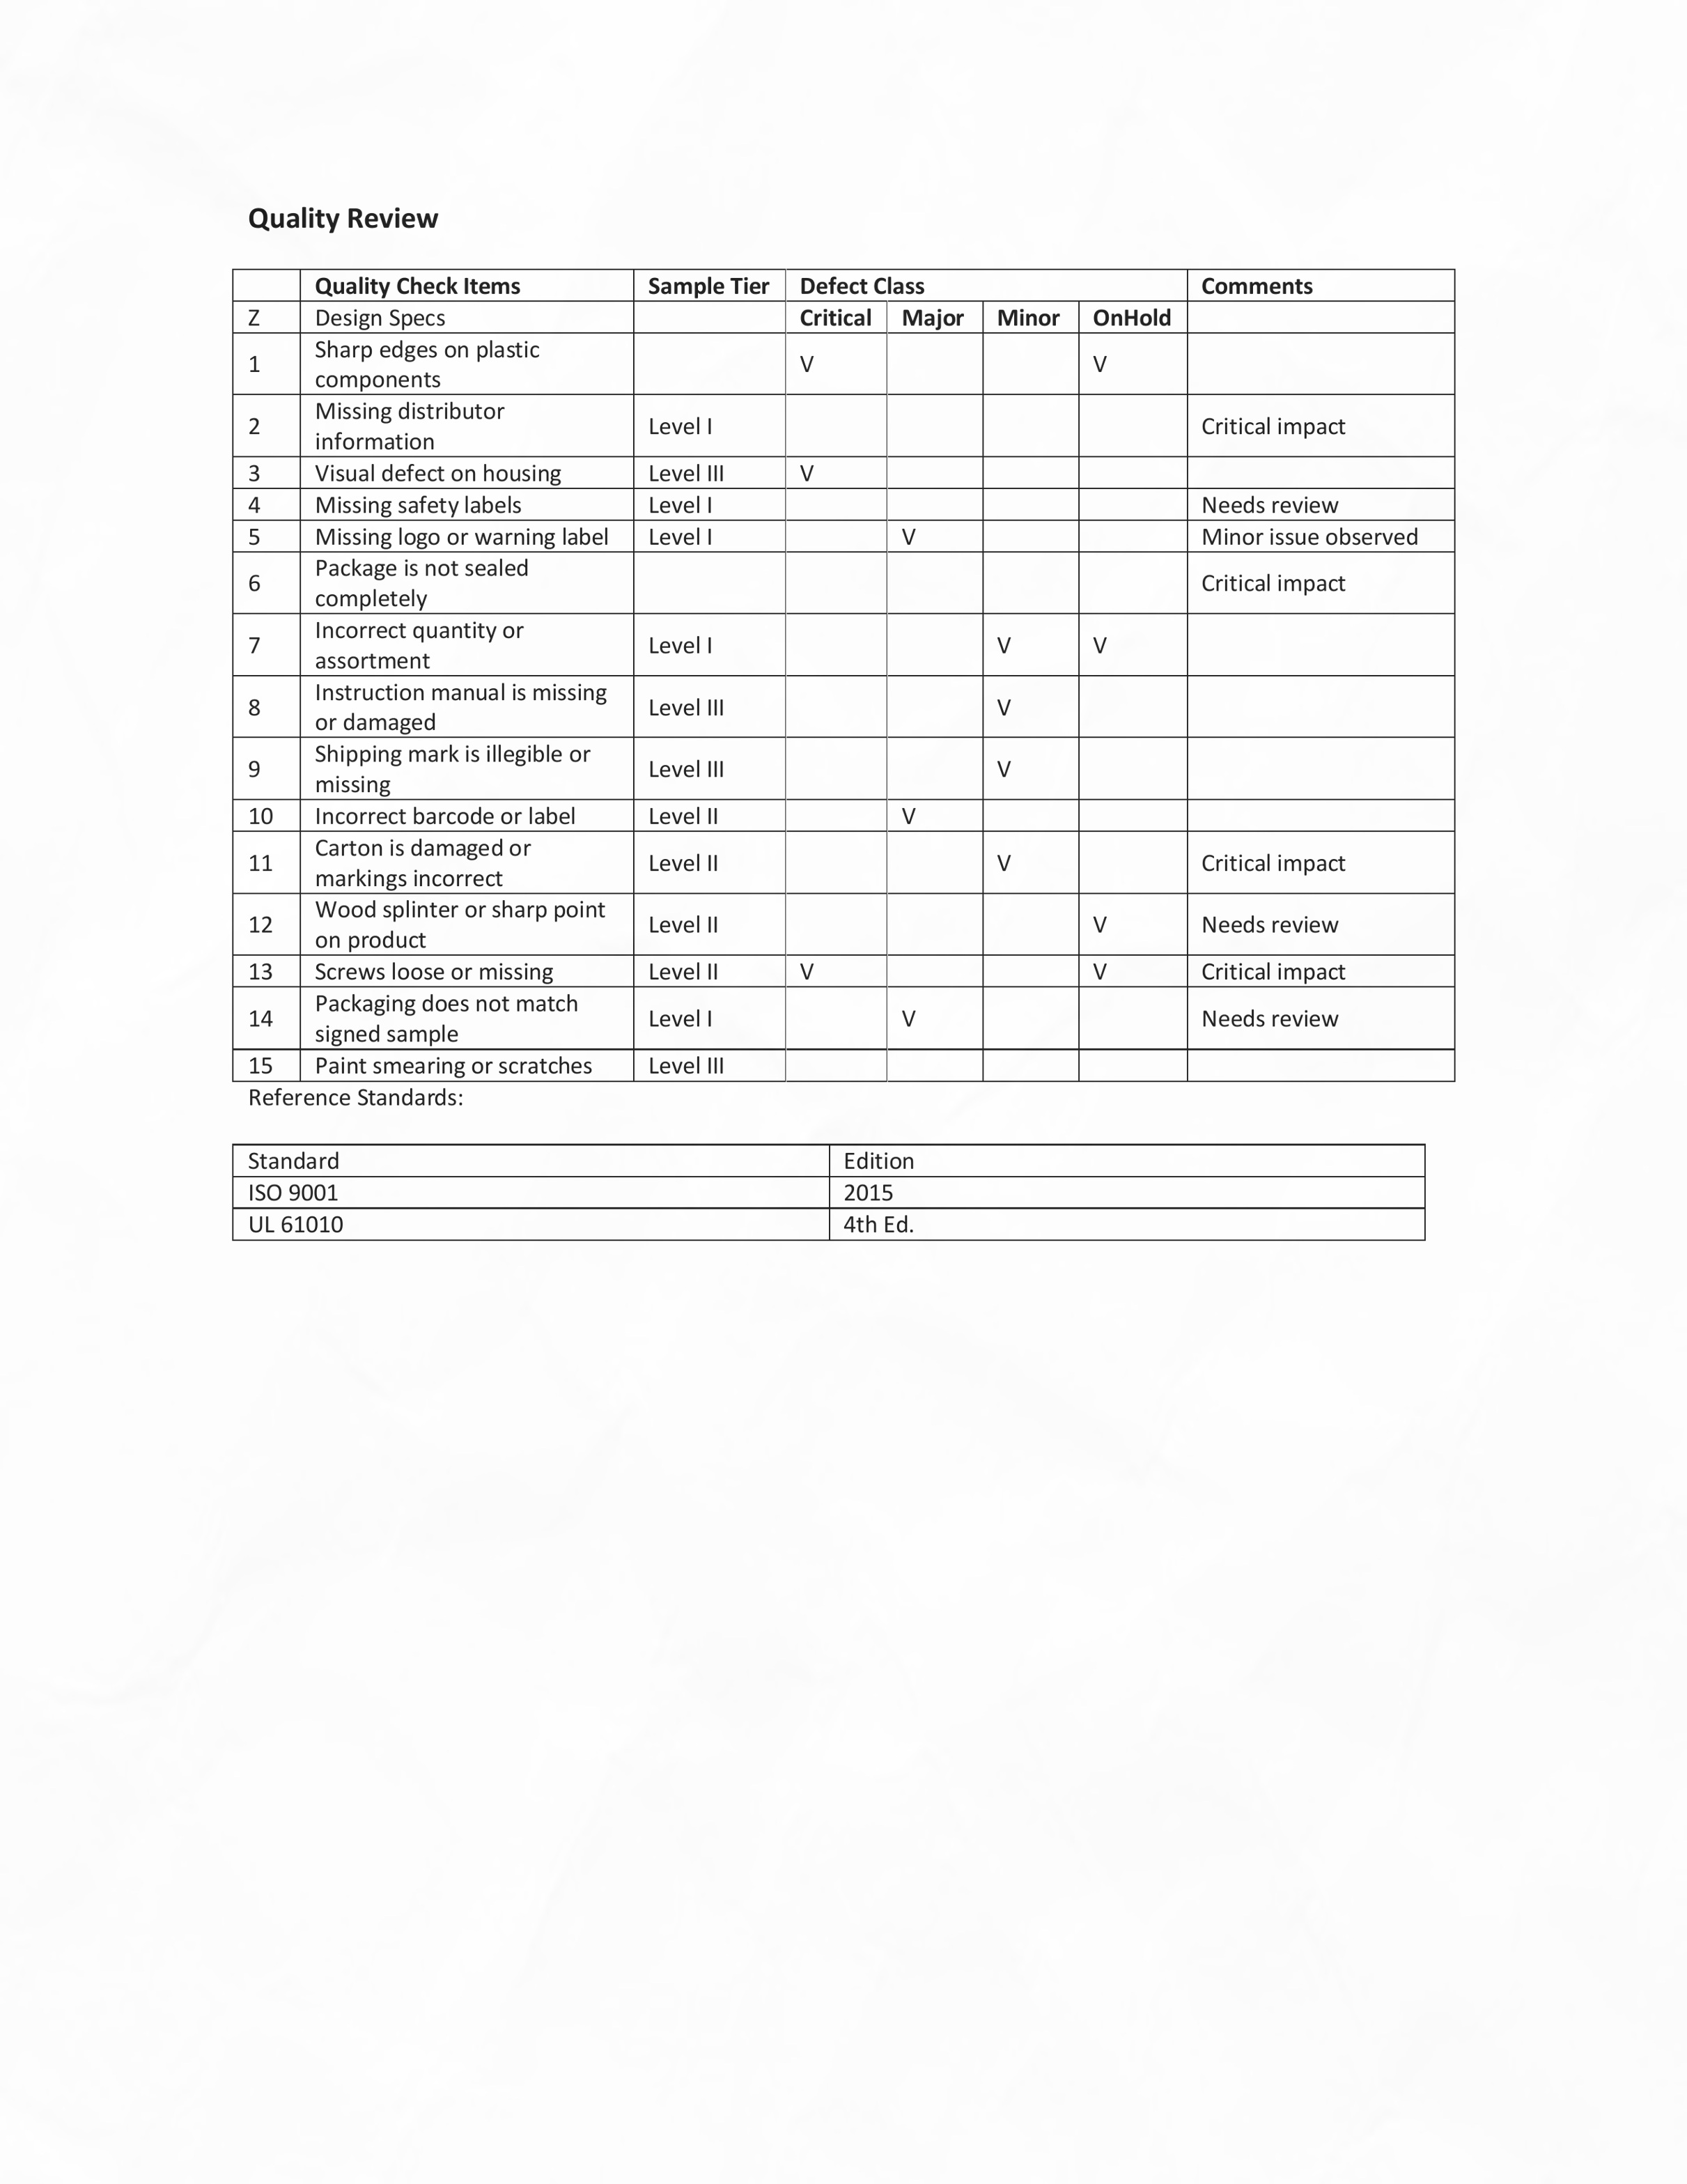 Quality Review
Quality Check Items Sample Tier Defect Class Comments
Z Design Specs Critical Major Minor OnHold
1 Sharp edges on plastic components V V
2 Missing distributor information Level I Critical impact
3 Visual defect on housing Level III V
4 Missing safety labels Level I Needs review
5 Missing logo or warning label Level I V Minor issue observed
6 Package is not sealed completely Critical impact
7 Incorrect quantity or assortment Level I V V
8 Instruction manual is missing or damaged Level III V
9 Shipping mark is illegible or missing Level III V
10 Incorrect barcode or label Level II V
11 Carton is damaged or markings incorrect Level II V Critical impact
12 Wood splinter or sharp point on product Level II V Needs review
13 Screws loose or missing Level II V V Critical impact
14 Packaging does not match signed sample Level I V Needs review
15 Paint smearing or scratches Level III
Reference Standards:
Standard Edition
ISO 9001 2015
UL 61010 4th Ed.